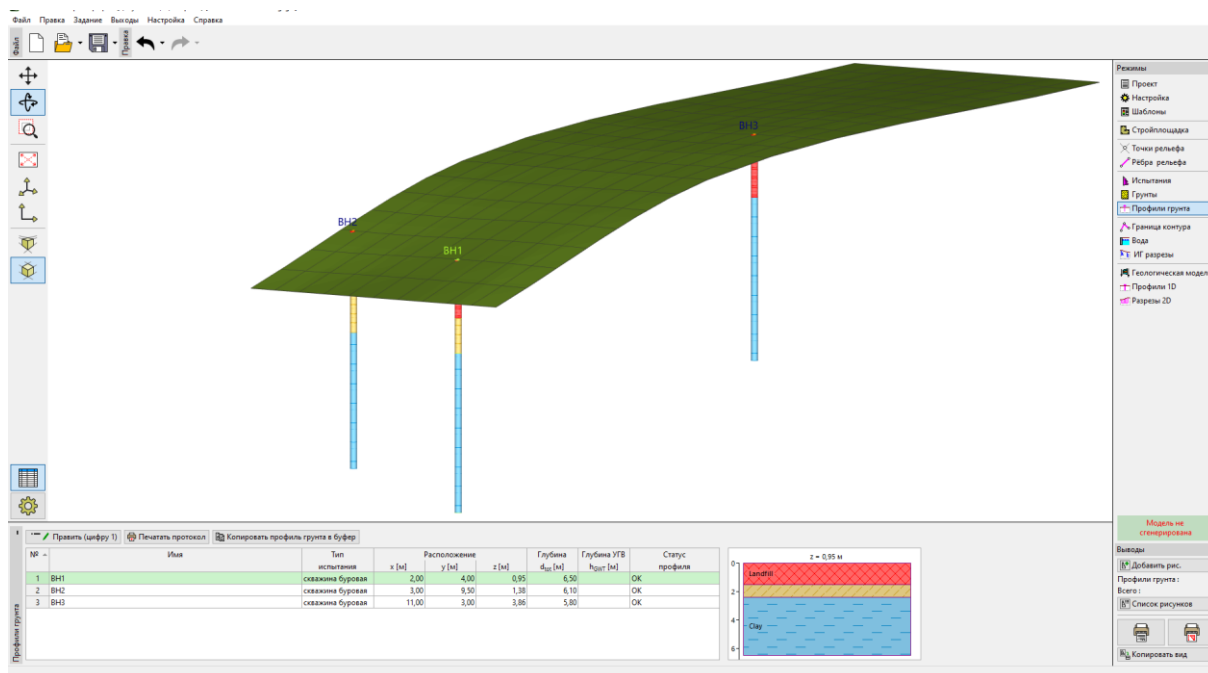 Файл Правка Задание Выходы Настройка Справка
Файл
Правка
Режимы
Проект
Настройка
Шаблоны
Стройплощадка
Точки рельефа
Рёбра рельефа
Испытания
Грунты
Профили грунта
Граница контура
Вода
ИГ разрезы
Геологическая модел
Профили 1D
Разрезы 2D
BH3
BH2
BH1
Модель не
сгенерирована
Выводы
Добавить рис.
Профили грунта :
Всего :
Список рисунков
Копировать вид
Править (цифру 1) Печатать протокол Копировать профиль грунта в буфер
Профили грунта
№ Имя Тип испытания Расположение x [м] y [м] z [м] Глубина dtot [м] Глубина УГВ hGWT [м] Статус профиля
1 BH1 скважина буровая 2,00 4,00 0,95 6,50 OK
2 BH2 скважина буровая 3,00 9,50 1,38 6,10 OK
3 BH3 скважина буровая 11,00 3,00 3,86 5,80 OK
z = 0,95 м
0
Landfill
2
4
Clay
6